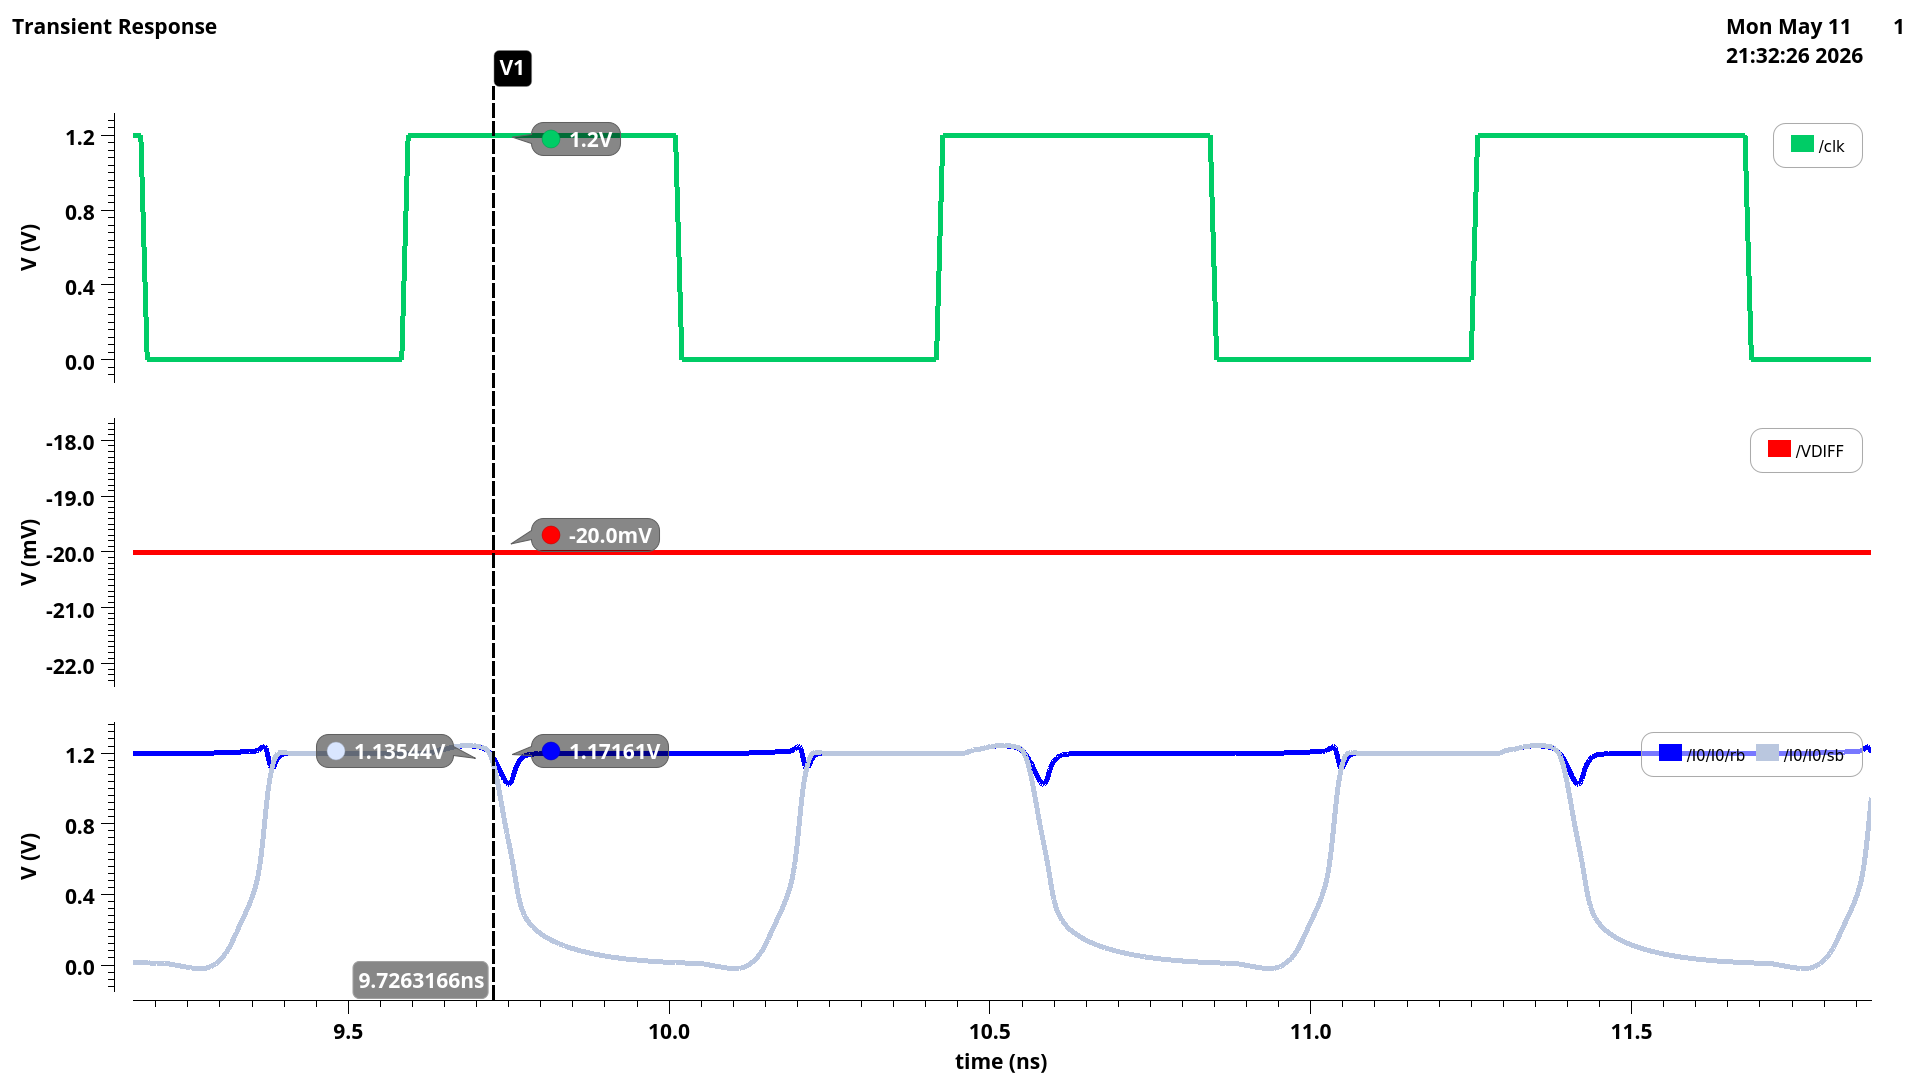 Transient Response
Mon May 11 1
21:32:26 2026
V1
1.2
0.8
0.4
0.0
V (V)
1.2V
/clk
-18.0
-19.0
-20.0
-21.0
-22.0
V (mV)
-20.0mV
/VDIFF
1.2
0.8
0.4
0.0
V (V)
1.13544V
1.17161V
/I0/I0/rb /I0/I0/sb
9.7263166ns
9.5 10.0 10.5 11.0 11.5
time (ns)